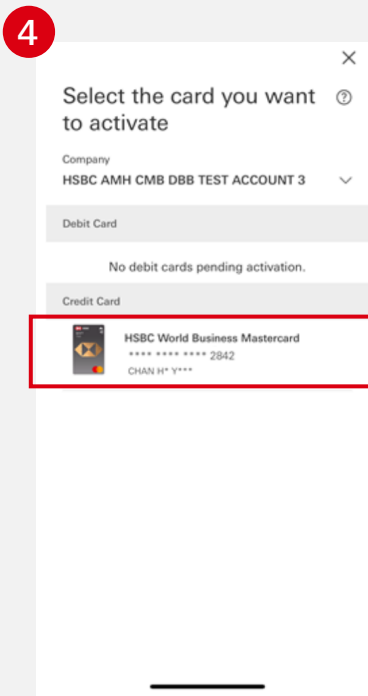 4
Select the card you want
to activate
Company
HSBC AMH CMB DBB TEST ACCOUNT 3
Debit Card
No debit cards pending activation.
Credit Card
HSBC World Business Mastercard
**** **** **** 2842
CHAN H* Y***